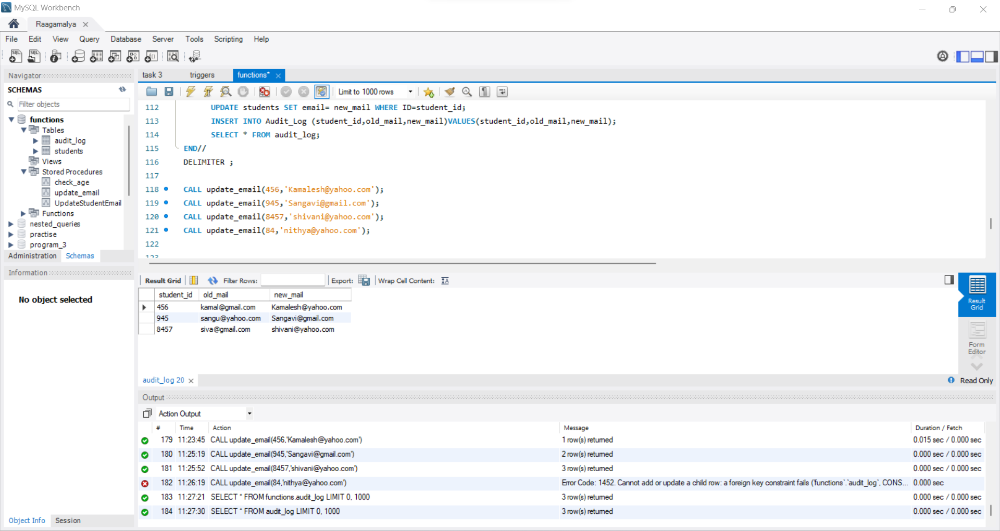 MySQL Workbench
Raagamalya
File Edit View Query Database Server Tools Scripting Help
Navigator
SCHEMAS
Filter objects
functions
Tables
audit_log
students
Views
Stored Procedures
check_age
update_email
UpdateStudentEmail
Functions
nested_queries
practise
program_3
Administration Schemas
Information
No object selected
Object Info Session
task 3 triggers functions*
Limit to 1000 rows
112 UPDATE students SET email= new_mail WHERE ID=student_id;
113 INSERT INTO Audit_Log (student_id,old_mail,new_mail)VALUES(student_id,old_mail,new_mail);
114 SELECT * FROM audit_log;
115 END//
116 DELIMITER ;
117
118 CALL update_email(456,'Kamalesh@yahoo.com');
119 CALL update_email(945,'Sangavi@gmail.com');
120 CALL update_email(8457,'shivani@yahoo.com');
121 CALL update_email(84,'nithya@yahoo.com');
122
123
Result Grid Filter Rows: Export: Wrap Cell Content:
student_id old_mail new_mail
456 kamal@gmail.com Kamalesh@yahoo.com
945 sangu@yahoo.com Sangavi@gmail.com
8457 siva@gmail.com shivani@yahoo.com
Result
Grid
Form
Editor
audit_log 20
Read Only
Output
Action Output
# Time Action Message Duration / Fetch
179 11:23:45 CALL update_email(456,'Kamalesh@yahoo.com') 1 row(s) returned 0.015 sec / 0.000 sec
180 11:25:19 CALL update_email(945,'Sangavi@gmail.com') 2 row(s) returned 0.000 sec / 0.000 sec
181 11:25:52 CALL update_email(8457,'shivani@yahoo.com') 3 row(s) returned 0.000 sec / 0.000 sec
182 11:26:19 CALL update_email(84,'nithya@yahoo.com') Error Code: 1452. Cannot add or update a child row: a foreign key constraint fails (`functions`.`audit_log`, CONS... 0.000 sec
183 11:27:21 SELECT * FROM functions.audit_log LIMIT 0, 1000 3 row(s) returned 0.000 sec / 0.000 sec
184 11:27:30 SELECT * FROM audit_log LIMIT 0, 1000 3 row(s) returned 0.000 sec / 0.000 sec